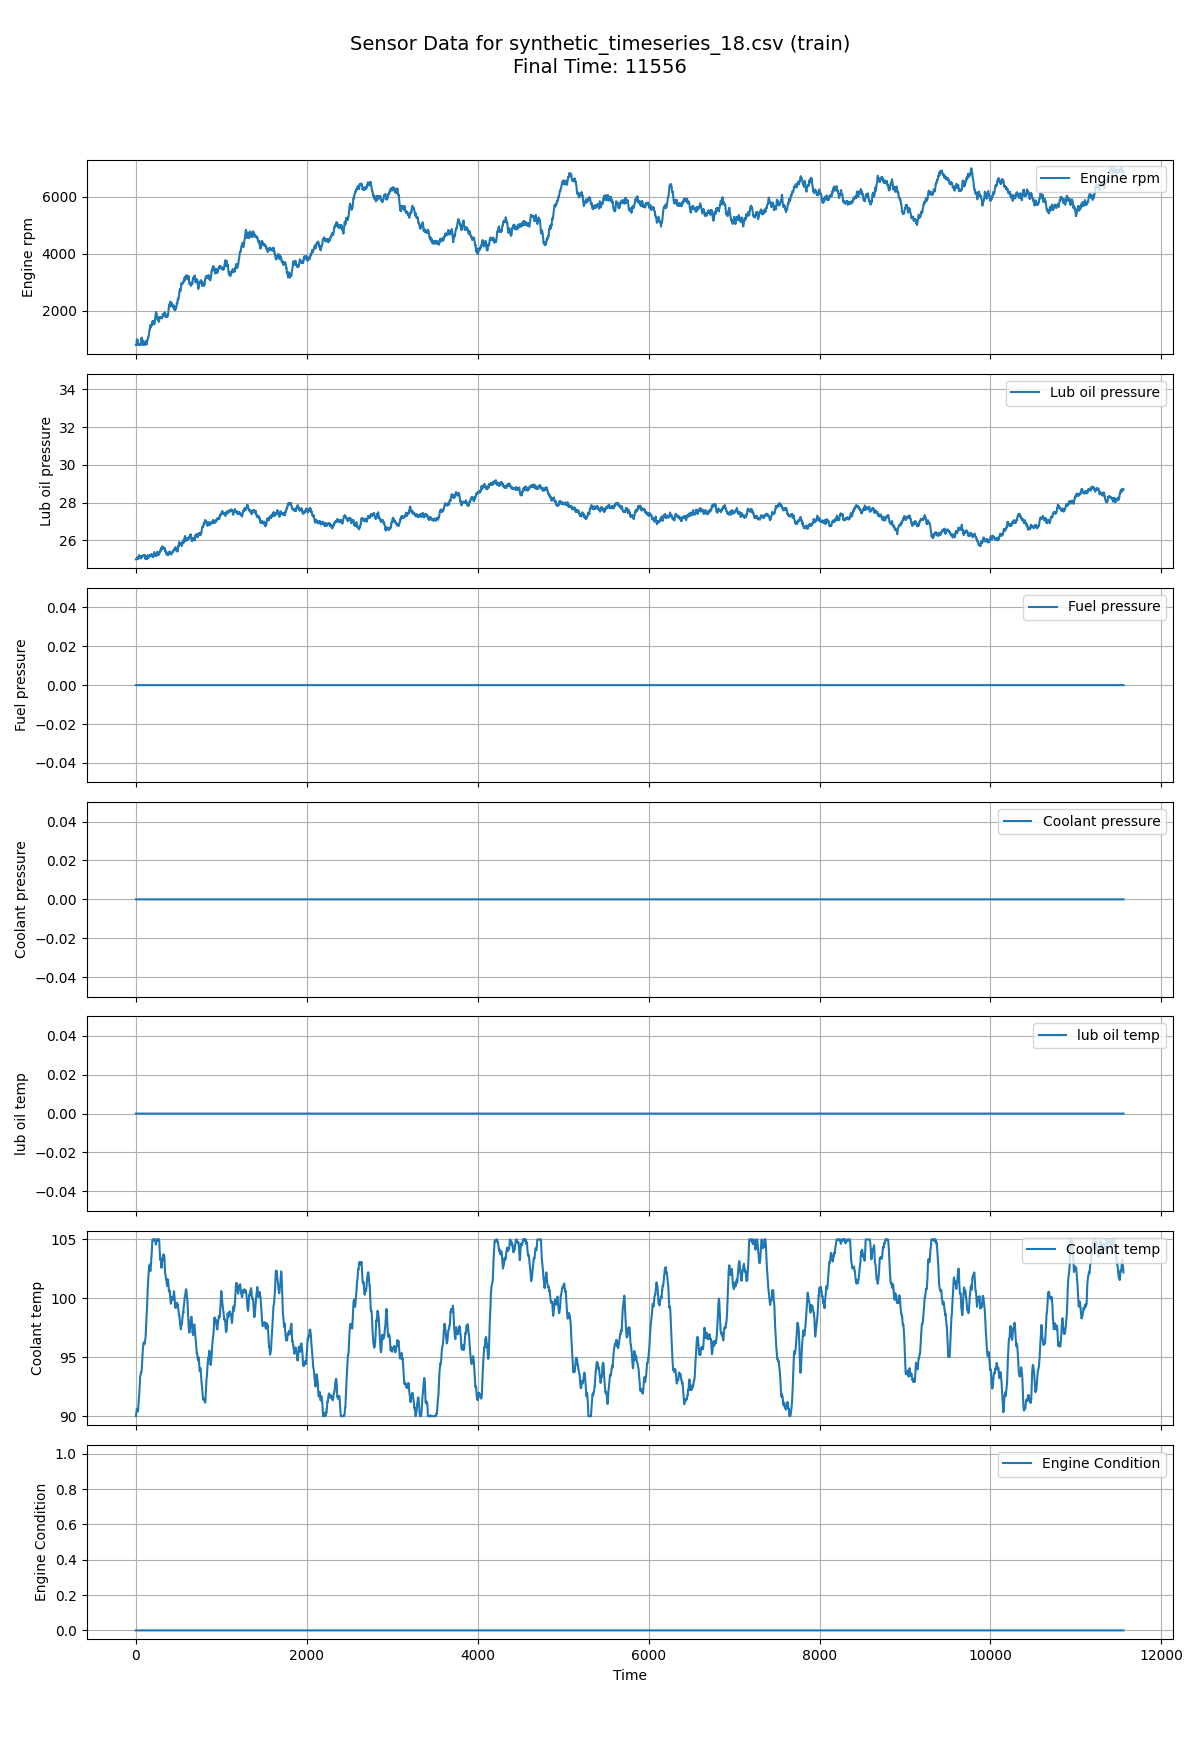 Sensor Data for synthetic_timeseries_18.csv (train)
Final Time: 11556
Engine rpm
6000
4000
2000
Engine rpm
Lub oil pressure
34
32
30
28
26
Lub oil pressure
Fuel pressure
0.04
0.02
0.00
−0.02
−0.04
Fuel pressure
Coolant pressure
0.04
0.02
0.00
−0.02
−0.04
Coolant pressure
lub oil temp
0.04
0.02
0.00
−0.02
−0.04
lub oil temp
Coolant temp
105
100
95
90
Coolant temp
Engine Condition
1.0
0.8
0.6
0.4
0.2
0.0
Engine Condition
0 2000 4000 6000 8000 10000 12000
Time